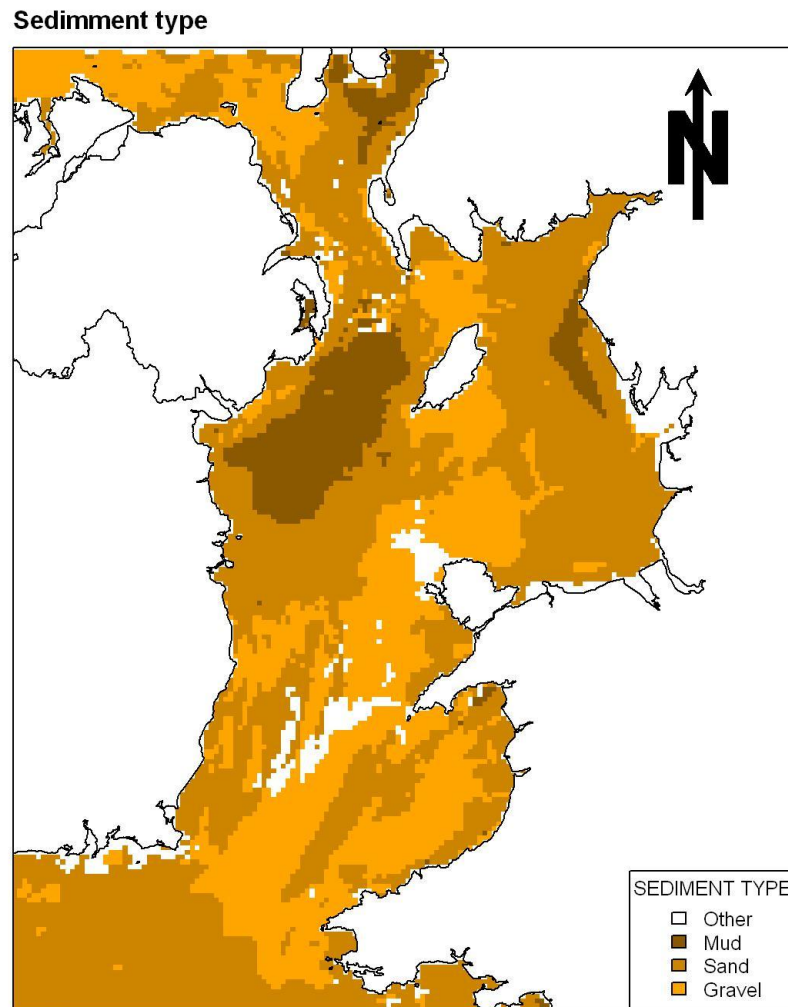 Sedimment type
N
SEDIMENT TYPE
Other
Mud
Sand
Gravel